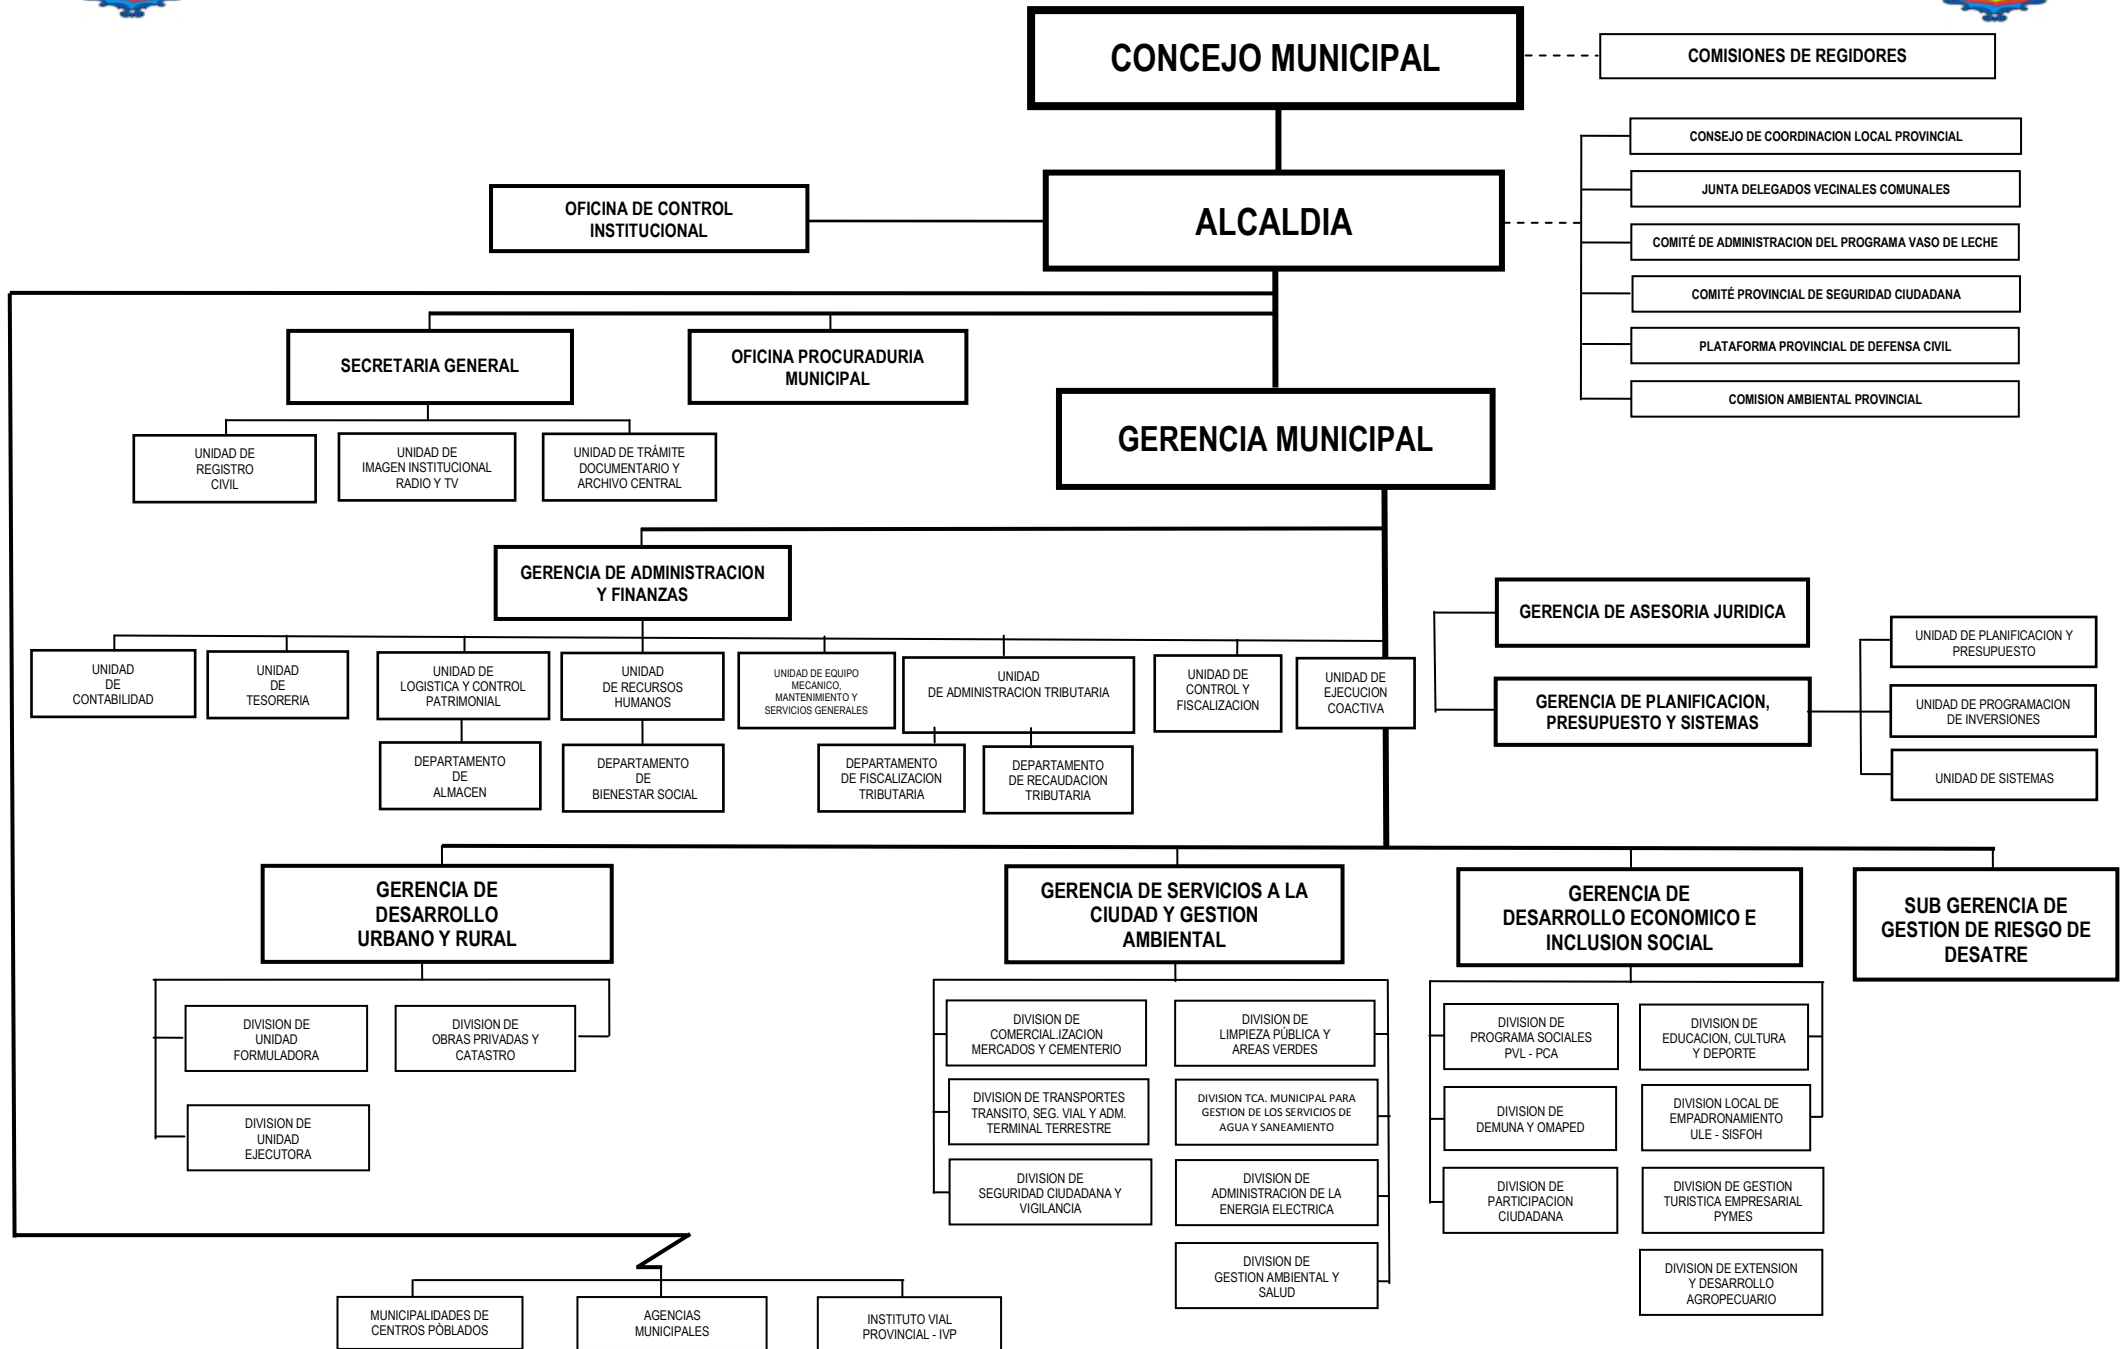 CONCEJO MUNICIPAL
COMISIONES DE REGIDORES
CONSEJO DE COORDINACION LOCAL PROVINCIAL
JUNTA DELEGADOS VECINALES COMUNALES
COMITÉ DE ADMINISTRACION DEL PROGRAMA VASO DE LECHE
COMITÉ PROVINCIAL DE SEGURIDAD CIUDADANA
PLATAFORMA PROVINCIAL DE DEFENSA CIVIL
COMISION AMBIENTAL PROVINCIAL
OFICINA DE CONTROL
INSTITUCIONAL
ALCALDIA
SECRETARIA GENERAL
OFICINA PROCURADURIA
MUNICIPAL
GERENCIA MUNICIPAL
UNIDAD DE
REGISTRO
CIVIL
UNIDAD DE
IMAGEN INSTITUCIONAL
RADIO Y TV
UNIDAD DE TRÁMITE
DOCUMENTARIO Y
ARCHIVO CENTRAL
GERENCIA DE ADMINISTRACION
Y FINANZAS
GERENCIA DE ASESORIA JURIDICA
GERENCIA DE PLANIFICACION,
PRESUPUESTO Y SISTEMAS
UNIDAD DE PLANIFICACION Y
PRESUPUESTO
UNIDAD DE PROGRAMACION
DE INVERSIONES
UNIDAD DE SISTEMAS
UNIDAD
DE
CONTABILIDAD
UNIDAD
DE
TESORERIA
UNIDAD DE
LOGISTICA Y CONTROL
PATRIMONIAL
UNIDAD
DE RECURSOS
HUMANOS
UNIDAD DE EQUIPO
MECANICO,
MANTENIMIENTO Y
SERVICIOS GENERALES
UNIDAD
DE ADMINISTRACION TRIBUTARIA
UNIDAD DE
CONTROL Y
FISCALIZACION
UNIDAD DE
EJECUCION
COACTIVA
DEPARTAMENTO
DE
ALMACEN
DEPARTAMENTO
DE
BIENESTAR SOCIAL
DEPARTAMENTO
DE FISCALIZACION
TRIBUTARIA
DEPARTAMENTO
DE RECAUDACION
TRIBUTARIA
GERENCIA DE
DESARROLLO
URBANO Y RURAL
GERENCIA DE SERVICIOS A LA
CIUDAD Y GESTION
AMBIENTAL
GERENCIA DE
DESARROLLO ECONOMICO E
INCLUSION SOCIAL
SUB GERENCIA DE
GESTION DE RIESGO DE
DESATRE
DIVISION DE
UNIDAD
FORMULADORA
DIVISION DE
OBRAS PRIVADAS Y
CATASTRO
DIVISION DE
UNIDAD
EJECUTORA
DIVISION DE
COMERCIAL.IZACION
MERCADOS Y CEMENTERIO
DIVISION DE
LIMPIEZA PÚBLICA Y
AREAS VERDES
DIVISION DE TRANSPORTES
TRANSITO, SEG. VIAL Y ADM.
TERMINAL TERRESTRE
DIVISION TCA. MUNICIPAL PARA
GESTION DE LOS SERVICIOS DE
AGUA Y SANEAMIENTO
DIVISION DE
SEGURIDAD CIUDADANA Y
VIGILANCIA
DIVISION DE
ADMINISTRACION DE LA
ENERGIA ELECTRICA
DIVISION DE
GESTION AMBIENTAL Y
SALUD
DIVISION DE
PROGRAMA SOCIALES
PVL - PCA
DIVISION DE
EDUCACION, CULTURA
Y DEPORTE
DIVISION DE
DEMUNA Y OMAPED
DIVISION LOCAL DE
EMPADRONAMIENTO
ULE - SISFOH
DIVISION DE
PARTICIPACION
CIUDADANA
DIVISION DE GESTION
TURISTICA EMPRESARIAL
PYMES
DIVISION DE EXTENSION
Y DESARROLLO
AGROPECUARIO
MUNICIPALIDADES DE
CENTROS PÒBLADOS
AGENCIAS
MUNICIPALES
INSTITUTO VIAL
PROVINCIAL - IVP